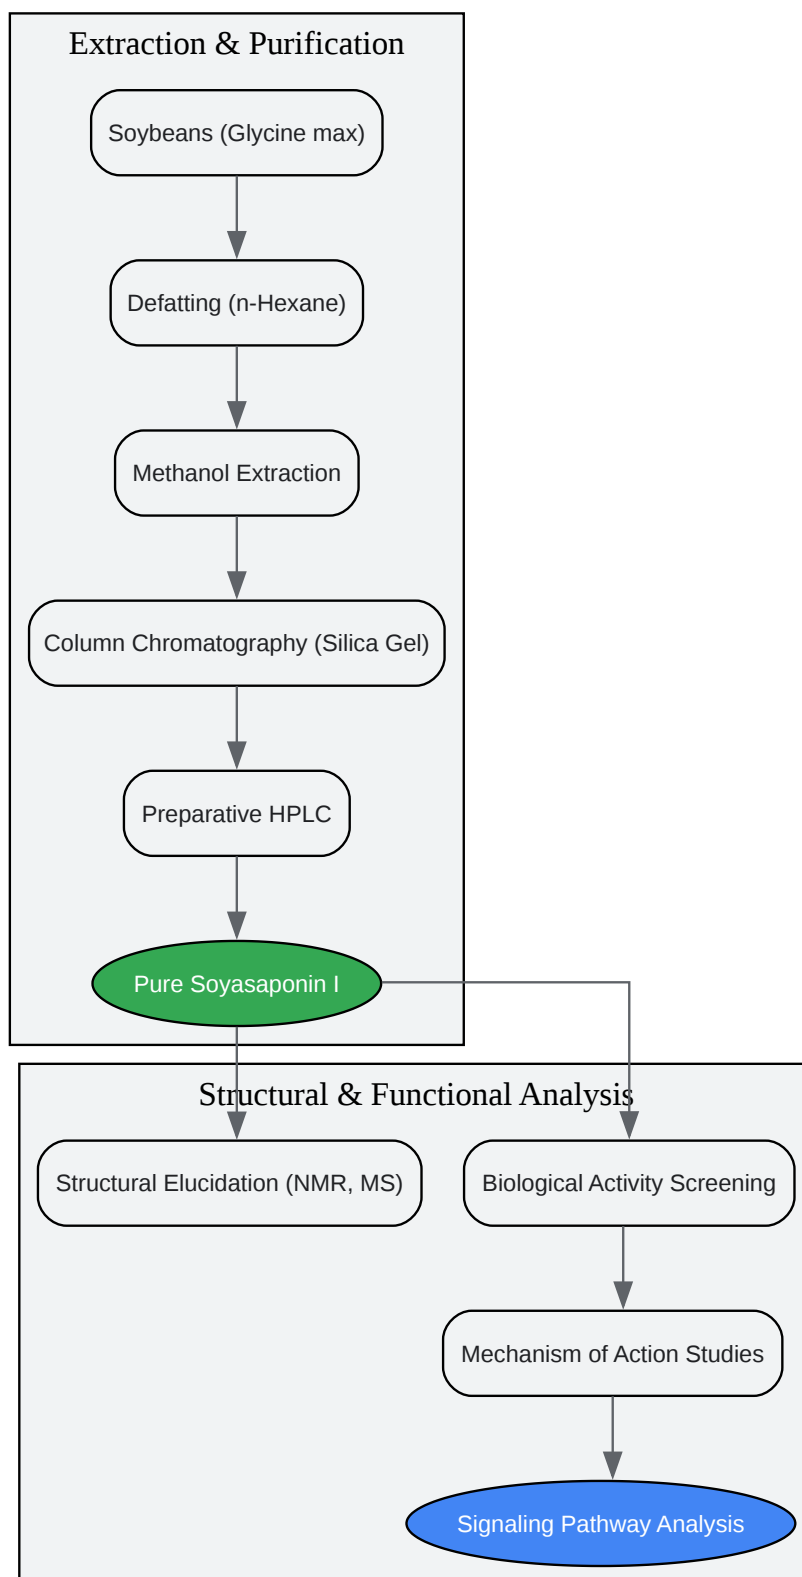 Extraction & Purification
Soybeans (Glycine max)
Defatting (n-Hexane)
Methanol Extraction
Column Chromatography (Silica Gel)
Preparative HPLC
Pure Soyasaponin I
Structural & Functional Analysis
Structural Elucidation (NMR, MS)
Biological Activity Screening
Mechanism of Action Studies
Signaling Pathway Analysis